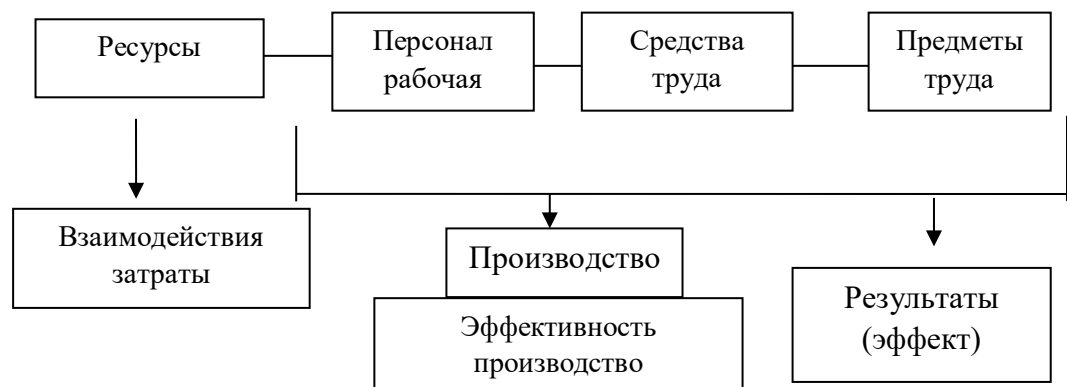 Ресурсы
Персонал
рабочая
Средства
труда
Предметы
труда
Взаимодействия
затраты
Производство
Эффективность
производство
Результаты
(эффект)